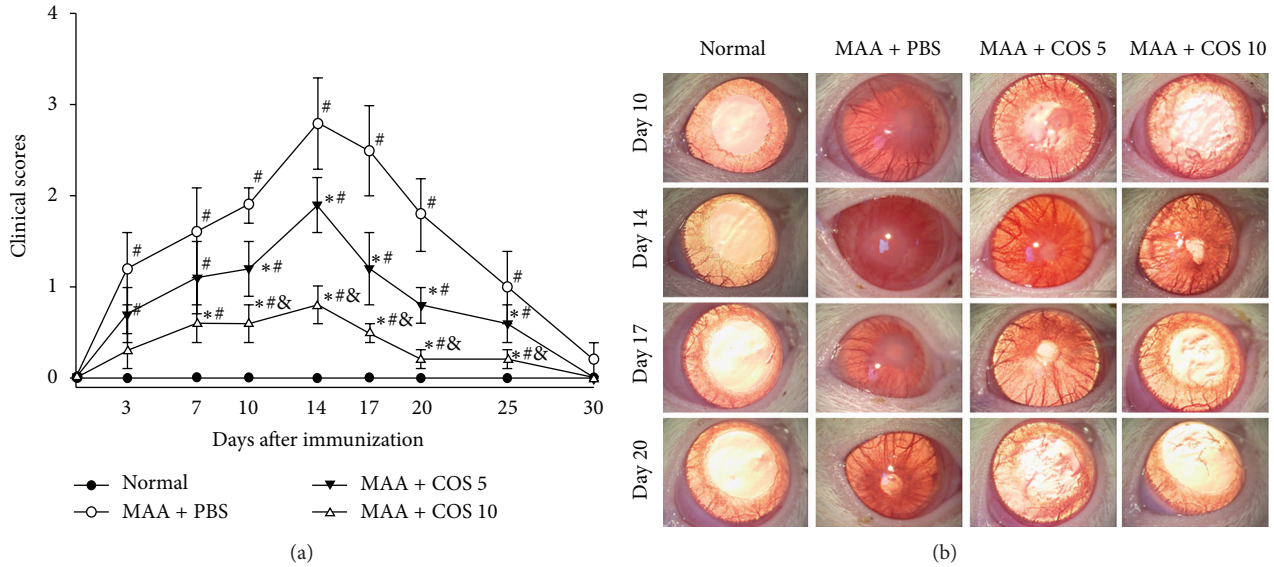 4
3
2
1
0
Clinical scores
#
#
#
#
#
#
#
#
#
*#
*#
*#
*#
*#
*#&
*#&
*#&
*#&
*#&
3 7 10 14 17 20 25 30
Days after immunization
Normal
MAA + PBS
MAA + COS 5
MAA + COS 10
(a)
Normal MAA + PBS MAA + COS 5 MAA + COS 10
Day 10
Day 14
Day 17
Day 20
(b)